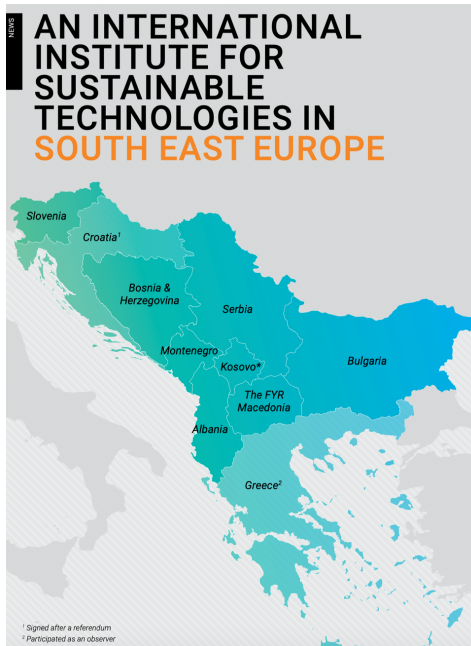 NEWS
AN INTERNATIONAL
INSTITUTE FOR
SUSTAINABLE
TECHNOLOGIES IN
SOUTH EAST EUROPE
Slovenia
Croatia¹
Bosnia &
Herzegovina
Serbia
Montenegro
Kosovo*
Bulgaria
The FYR
Macedonia
Albania
Greece²
¹ Signed after a referendum
² Participated as an observer